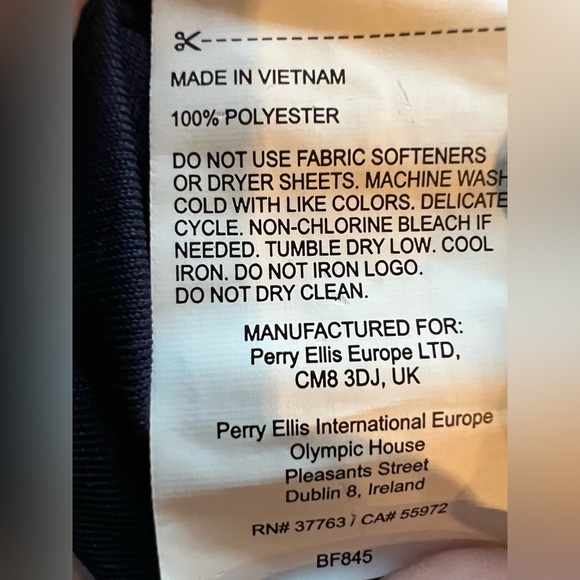 MADE IN VIETNAM
100% POLYESTER
DO NOT USE FABRIC SOFTENERS
OR DRYER SHEETS. MACHINE WASH
COLD WITH LIKE COLORS. DELICATE
CYCLE. NON-CHLORINE BLEACH IF
NEEDED. TUMBLE DRY LOW. COOL
IRON. DO NOT IRON LOGO.
DO NOT DRY CLEAN.
MANUFACTURED FOR:
Perry Ellis Europe LTD,
CM8 3DJ, UK
Perry Ellis International Europe
Olympic House
Pleasants Street
Dublin 8, Ireland
RN# 37763 / CA# 55972
BF845